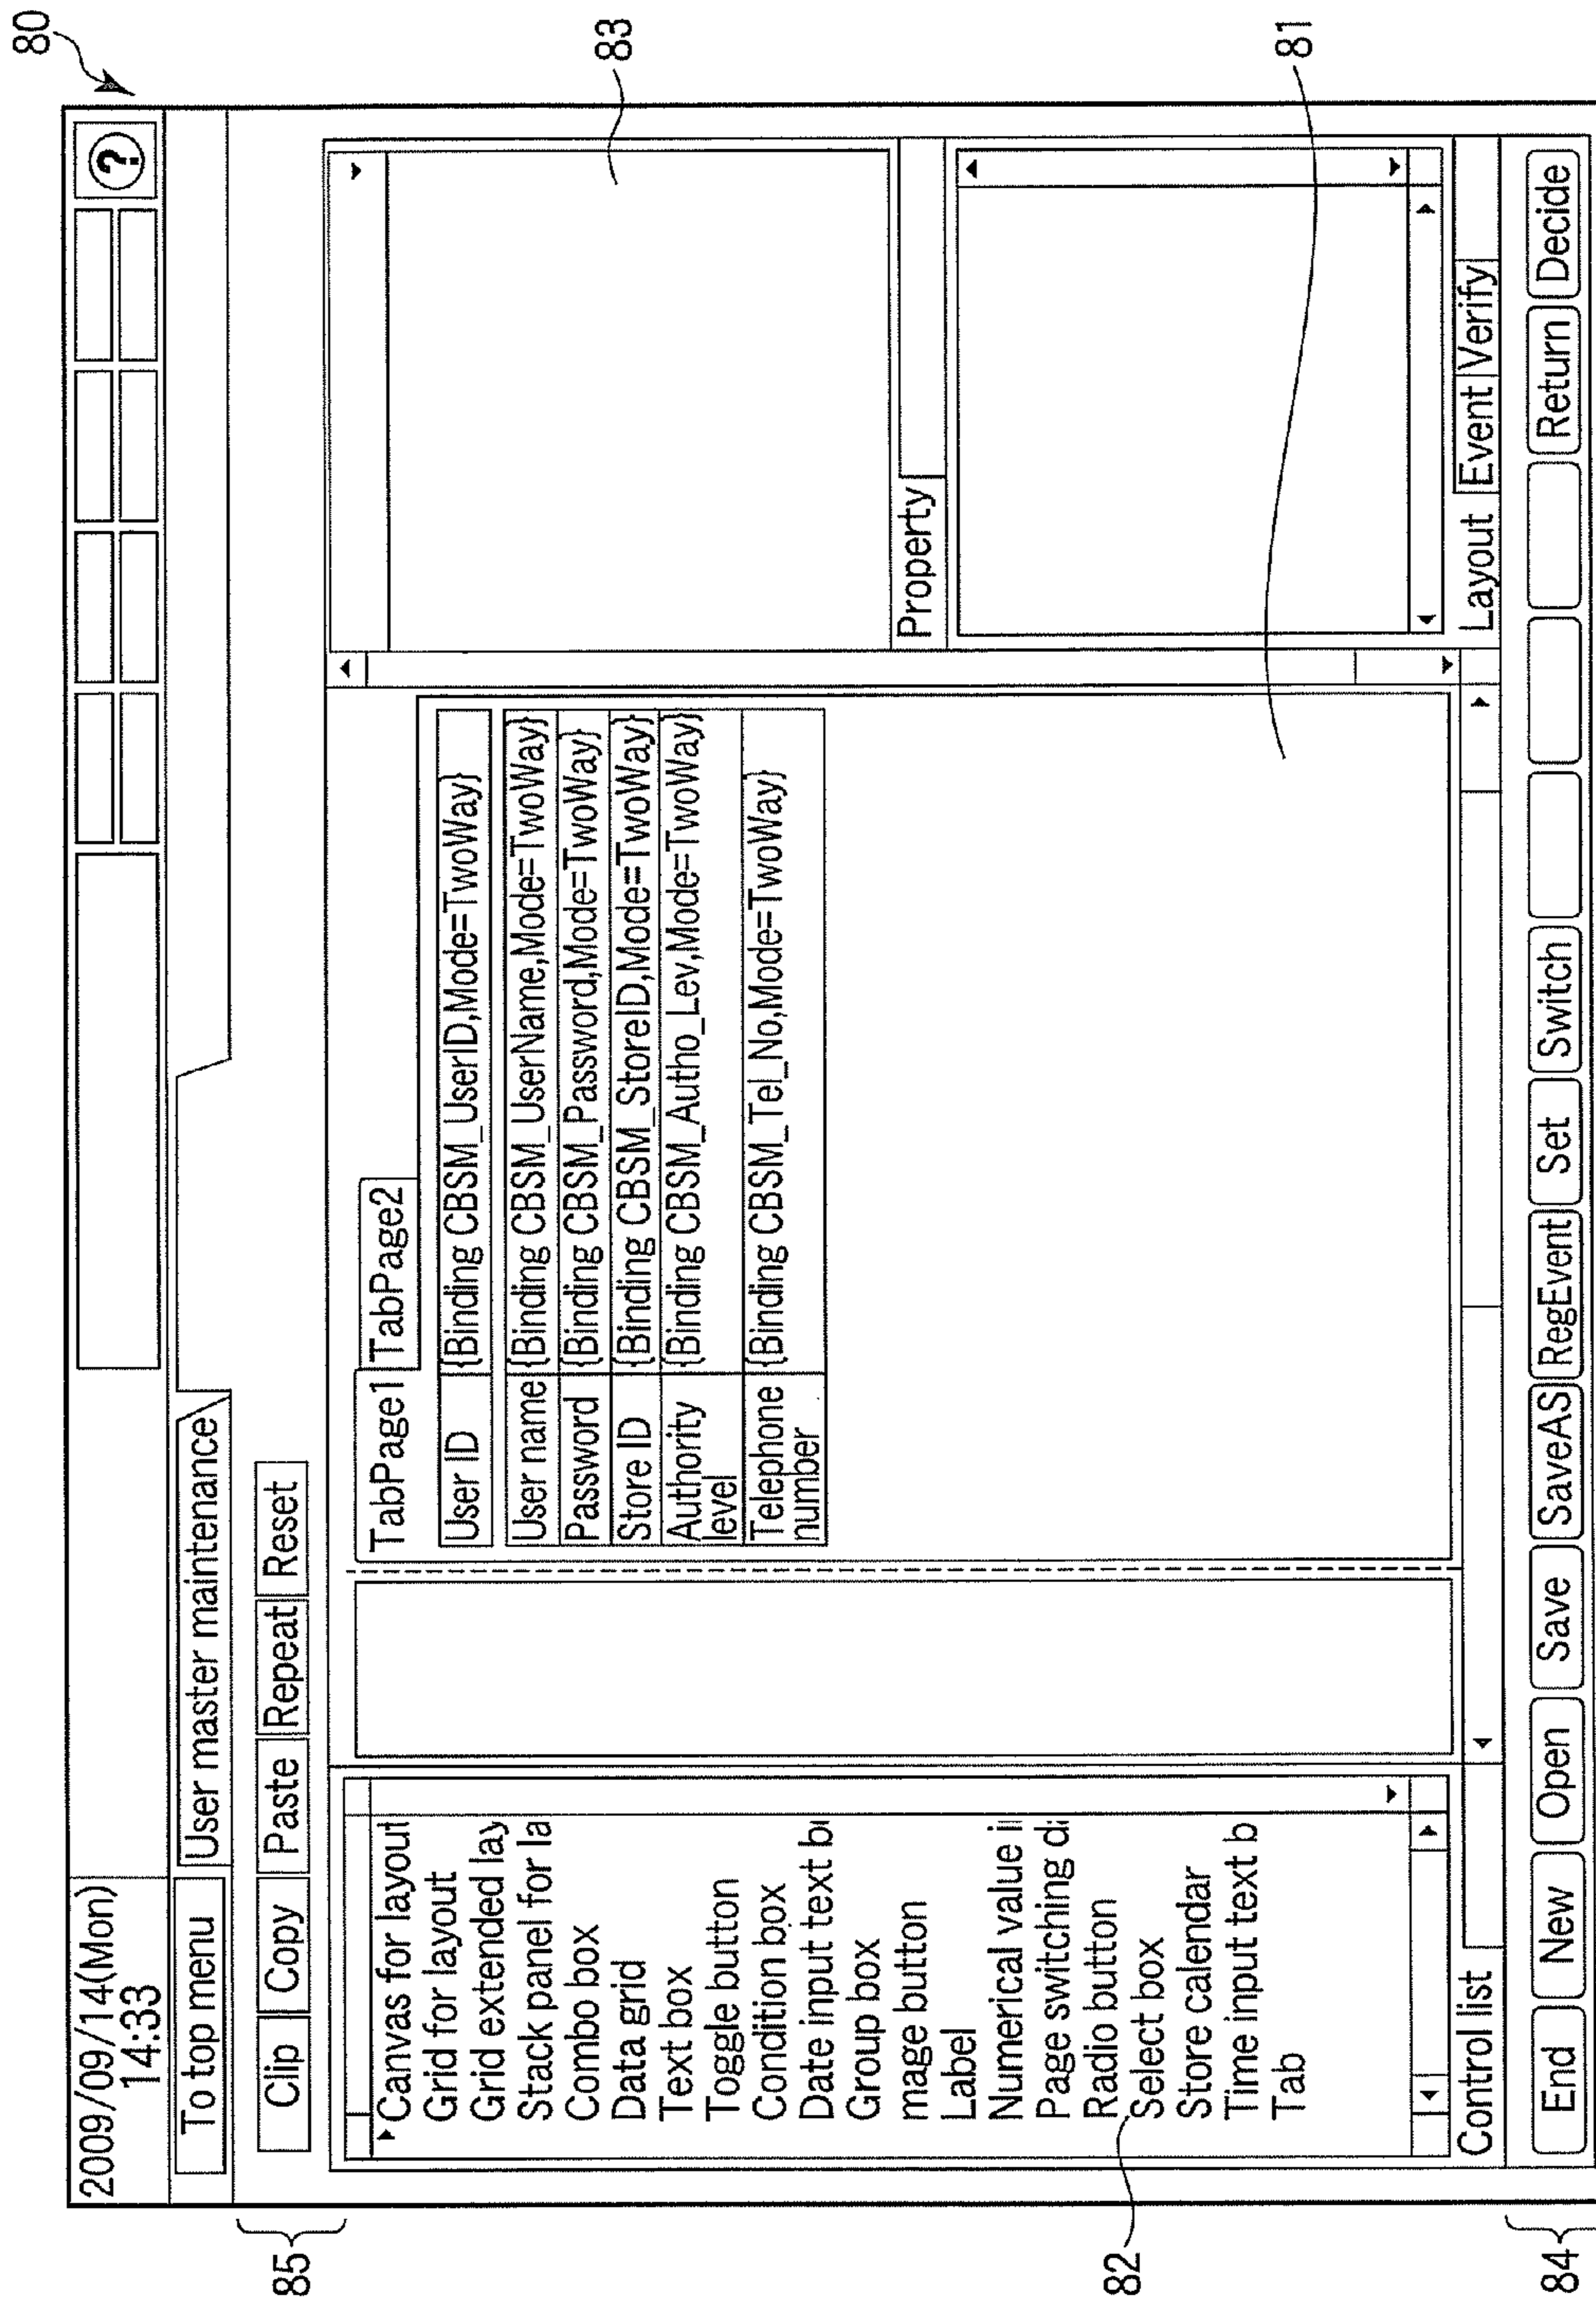 80
2009/09/14(Mon)
14:33
?
To top menu
User master maintenance
85
Clip Copy Paste Repeat Reset
Canvas for layout
Grid for layout
Grid extended lay
Stack panel for la
Combo box
Data grid
Text box
Toggle button
Condition box
Date input text b
Group box
mage button
Label
Numerical value i
Page switching d
Radio button
Select box
Store calendar
Time input text b
Tab
Control list
82
TabPage1 TabPage2
User ID {Binding CBSM_UserID,Mode=TwoWay}
User name {Binding CBSM_UserName,Mode=TwoWay}
Password {Binding CBSM_Password,Mode=TwoWay}
Store ID {Binding CBSM_StoreID,Mode=TwoWay}
Authority
level {Binding CBSM_Autho_Lev,Mode=TwoWay}
Telephone
number {Binding CBSM_Tel_No,Mode=TwoWay}
83
Property
81
Layout Event Verify
84
End New Open Save SaveAS RegEvent Set Switch Return Decide